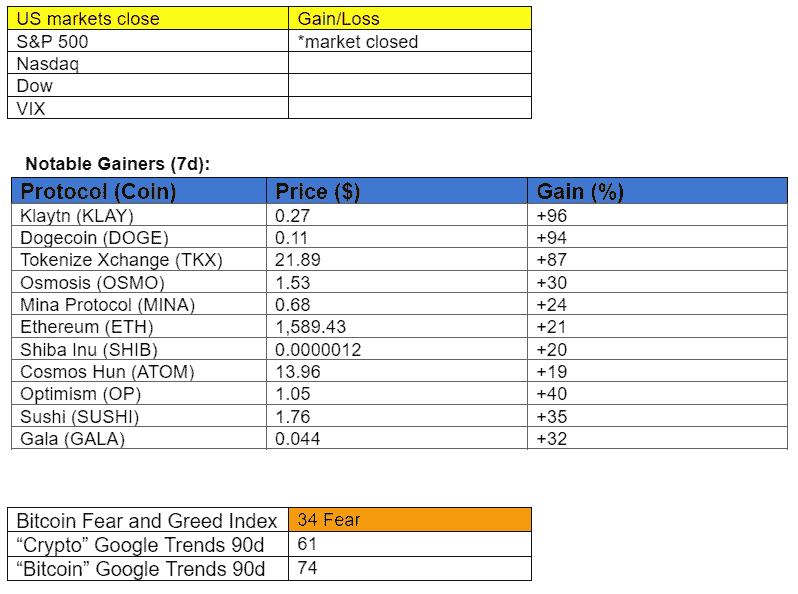 US markets close Gain/Loss
S&P 500 *market closed
Nasdaq
Dow
VIX
Notable Gainers (7d):
Protocol (Coin) Price ($) Gain (%)
Klaytn (KLAY) 0.27 +96
Dogecoin (DOGE) 0.11 +94
Tokenize Xchange (TKX) 21.89 +87
Osmosis (OSMO) 1.53 +30
Mina Protocol (MINA) 0.68 +24
Ethereum (ETH) 1,589.43 +21
Shiba Inu (SHIB) 0.0000012 +20
Cosmos Hun (ATOM) 13.96 +19
Optimism (OP) 1.05 +40
Sushi (SUSHI) 1.76 +35
Gala (GALA) 0.044 +32
Bitcoin Fear and Greed Index 34 Fear
“Crypto” Google Trends 90d 61
“Bitcoin” Google Trends 90d 74